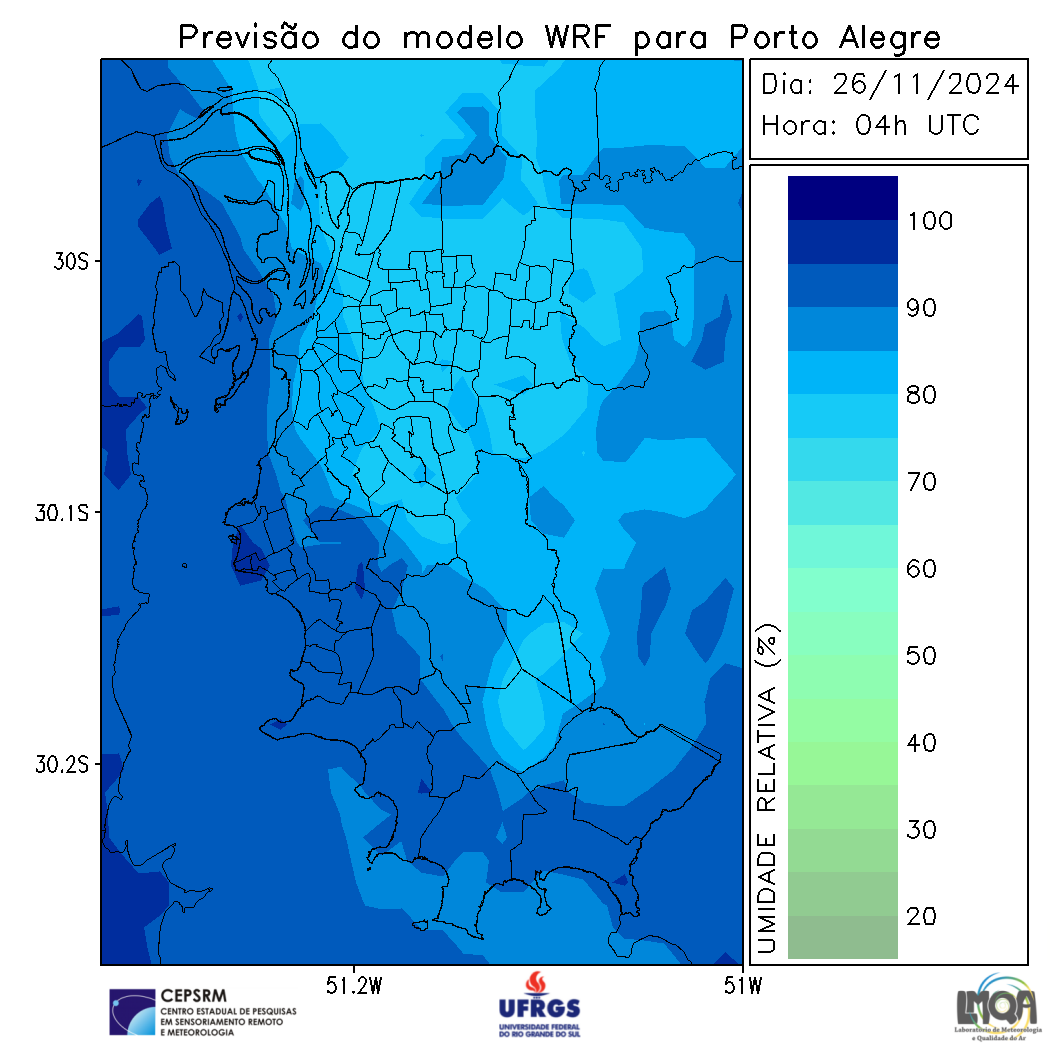 Previsão do modelo WRF para Porto Alegre
Dia: 26/11/2024
Hora: 04h UTC
30S
30.1S
30.2S
51.2W
51W
UMIDADE RELATIVA (%)
100
90
80
70
60
50
40
30
20
CEPSRM
CENTRO ESTADUAL DE PESQUISAS
EM SENSORIAMENTO REMOTO
E METEOROLOGIA
UFRGS
UNIVERSIDADE FEDERAL
DO RIO GRANDE DO SUL
LMQA
Laboratório de Meteorologia
e Qualidade do Ar